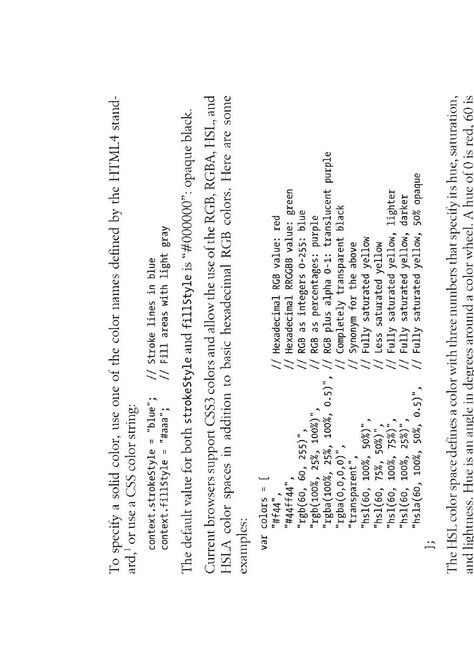 To specify a solid color, use one of the color names defined by the HTML4 stand-
ard,¹ or use a CSS color string:
context.strokeStyle = "blue";   // Stroke lines in blue
context.fillStyle = "#aaa";     // Fill areas with light gray
The default value for both strokeStyle and fillStyle is “#000000”: opaque black.
Current browsers support CSS3 colors and allow the use of the RGB, RGBA, HSL, and
HSLA color spaces in addition to basic hexadecimal RGB colors. Here are some
examples:
var colors = [
"#f44",   // Hexadecimal RGB value: red
"#44ff44",   // Hexadecimal RRGGBB value: green
"rgb(60, 60, 255)",   // RGB as integers 0-255: blue
"rgb(100%, 25%, 100%)",   // RGB as percentages: purple
"rgba(100%, 25%, 100%, 0.5)",   // RGB plus alpha 0-1: translucent purple
"rgba(0,0,0,0)",   // Completely transparent black
"transparent",   // Synonym for the above
"hsl(60, 100%, 50%)",   // Fully saturated yellow
"hsl(60, 75%, 50%)",   // Less saturated yellow
"hsl(60, 100%, 75%)",   // Fully saturated yellow, lighter
"hsl(60, 100%, 25%)",   // Fully saturated yellow, darker
"hsla(60, 100%, 50%, 0.5)",   // Fully saturated yellow, 50% opaque
];
The HSL color space defines a color with three numbers that specify its hue, saturation,
and lightness. Hue is an angle in degrees around a color wheel. A hue of 0 is red, 60 is